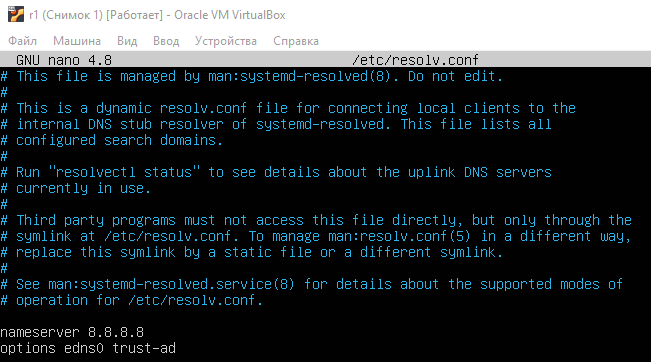 r1 (Снимок 1) [Работает] - Oracle VM VirtualBox
Файл Машина Вид Ввод Устройства Справка
GNU nano 4.8 /etc/resolv.conf
# This file is managed by man:systemd-resolved(8). Do not edit.
#
# This is a dynamic resolv.conf file for connecting local clients to the
# internal DNS stub resolver of systemd-resolved. This file lists all
# configured search domains.
#
# Run "resolvectl status" to see details about the uplink DNS servers
# currently in use.
#
# Third party programs must not access this file directly, but only through the
# symlink at /etc/resolv.conf. To manage man:resolv.conf(5) in a different way,
# replace this symlink by a static file or a different symlink.
#
# See man:systemd-resolved.service(8) for details about the supported modes of
# operation for /etc/resolv.conf.
nameserver 8.8.8.8
options edns0 trust-ad